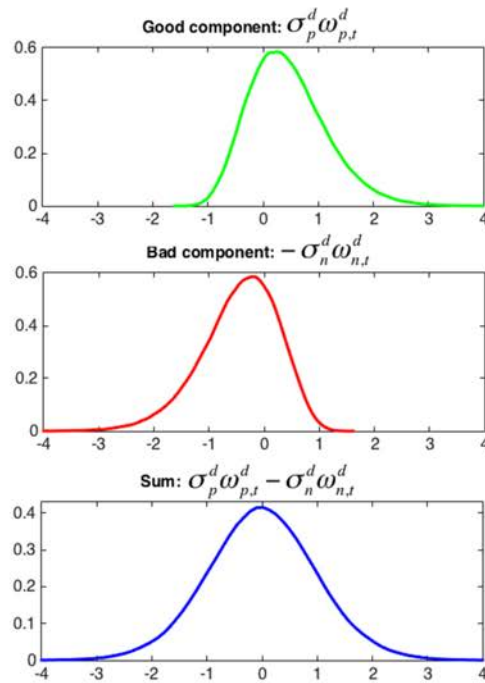 Good component: σ_p^d ω_{p,t}^d
0.6
0.4
0.2
0
-4 -3 -2 -1 0 1 2 3 4
Bad component: − σ_n^d ω_{n,t}^d
0.6
0.4
0.2
0
-4 -3 -2 -1 0 1 2 3 4
Sum: σ_p^d ω_{p,t}^d − σ_n^d ω_{n,t}^d
0.4
0.3
0.2
0.1
0
-4 -3 -2 -1 0 1 2 3 4